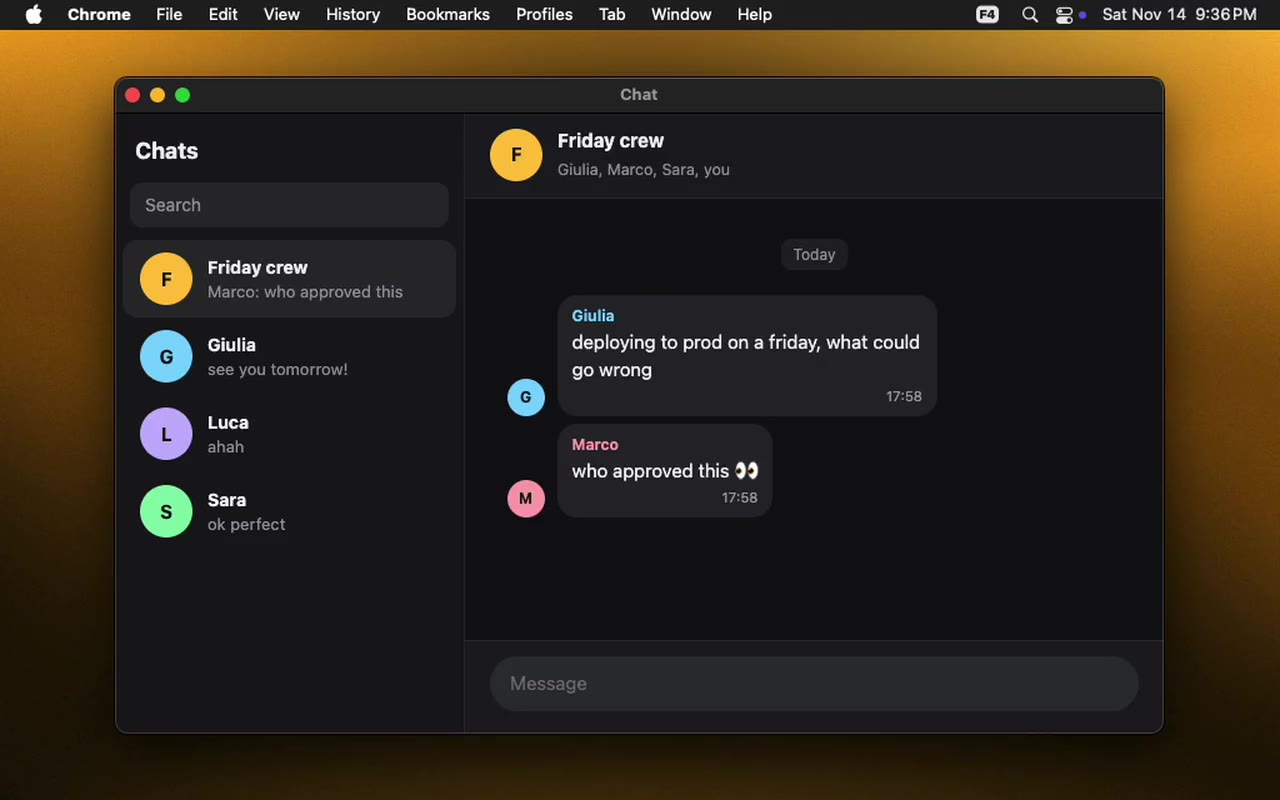 Chrome File Edit View History Bookmarks Profiles Tab Window Help F4 Sat Nov 14 9:36 PM
Chat
Chats
Search
F
Friday crew
Marco: who approved this
G
Giulia
see you tomorrow!
L
Luca
ahah
S
Sara
ok perfect
F
Friday crew
Giulia, Marco, Sara, you
Today
Giulia
deploying to prod on a friday, what could
go wrong
17:58
G
Marco
who approved this 👀
17:58
M
Message